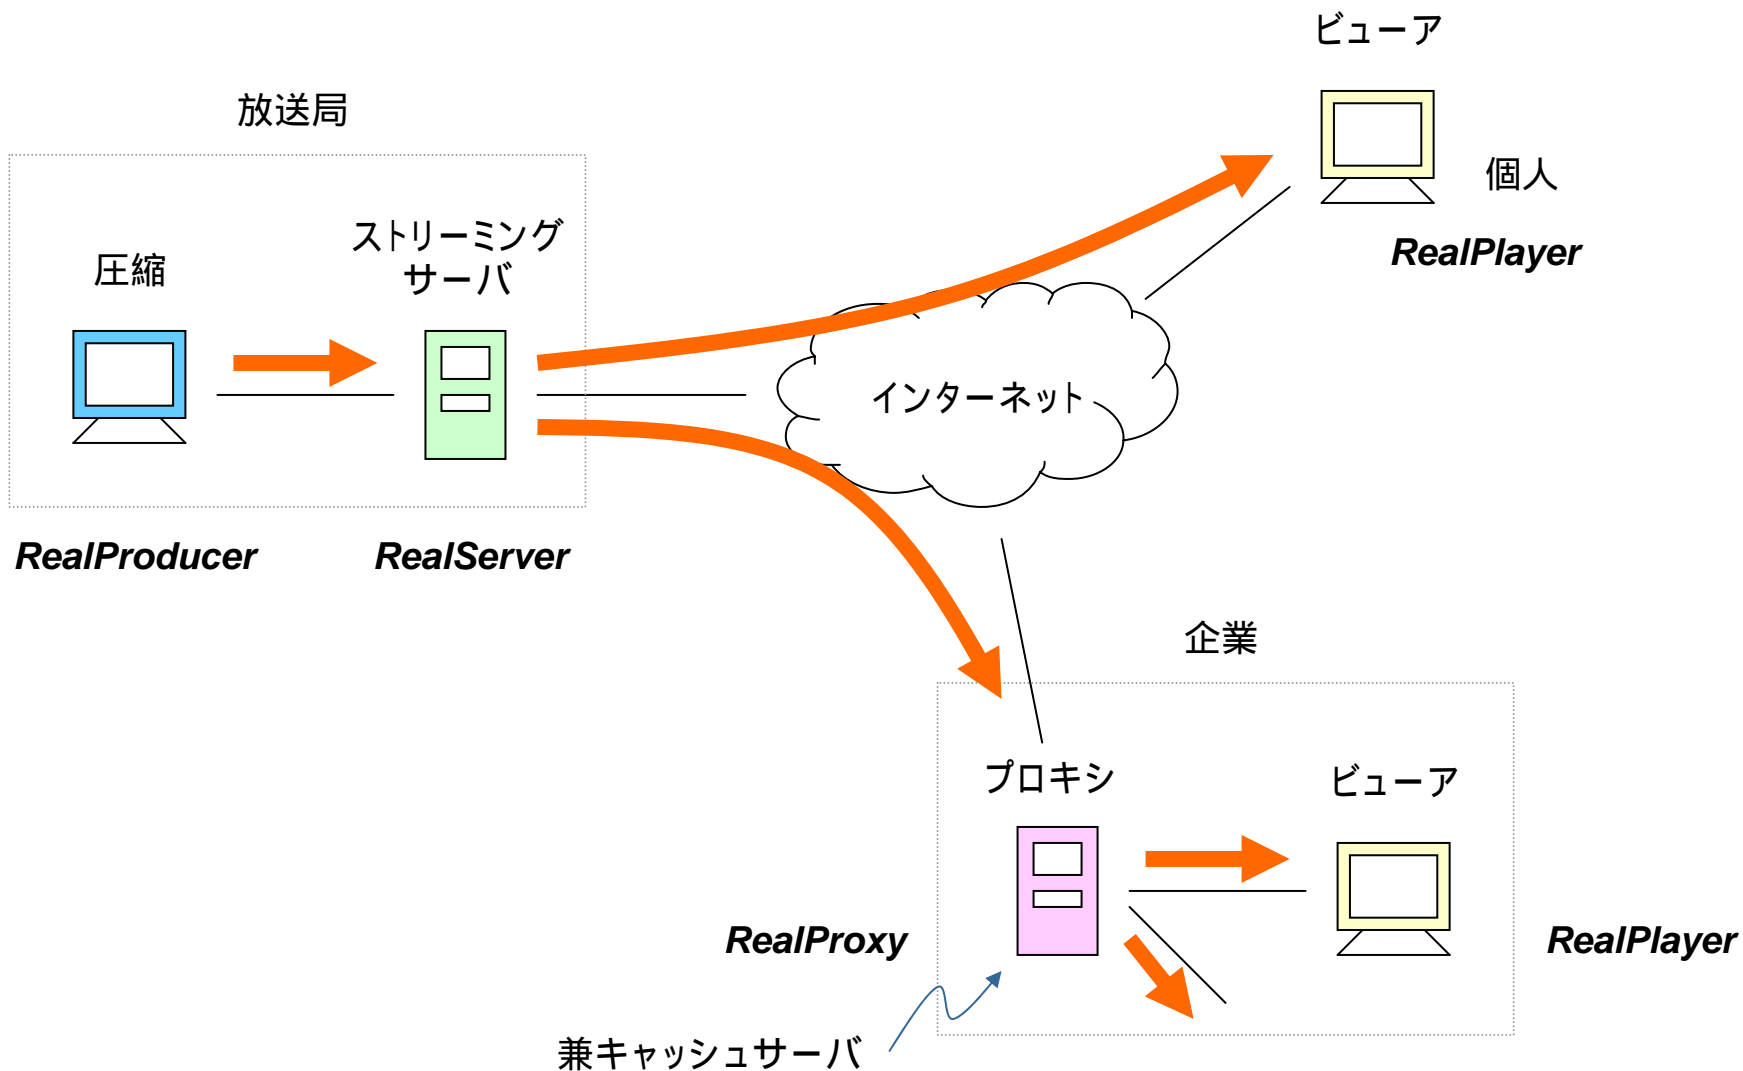 ビューア
放送局
個人
ストリーミング
サーバ
圧縮
RealPlayer
インターネット
RealProducer
RealServer
企業
プロキシ
ビューア
RealProxy
RealPlayer
兼キャッシュサーバ